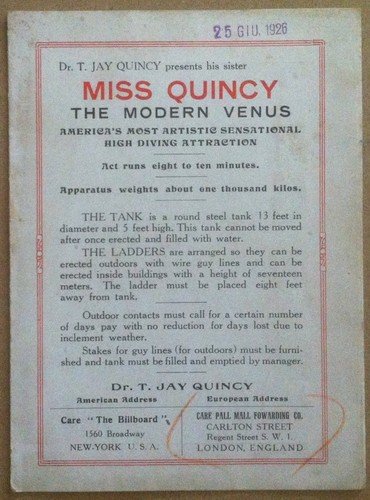 25 GIU. 1926
Dr. T. JAY QUINCY presents his sister
MISS QUINCY
THE MODERN VENUS
AMERICA'S MOST ARTISTIC SENSATIONAL
HIGH DIVING ATTRACTION
Act runs eight to ten minutes.
Apparatus weights about one thousand kilos.
THE TANK is a round steel tank 13 feet in
diameter and 5 feet high. This tank cannot be moved
after once erected and filled with water.
THE LADDERS are arranged so they can be
erected outdoors with wire guy lines and can be
erected inside buildings with a height of seventeen
meters. The ladder must be placed eight feet
away from tank.
Outdoor contacts must call for a certain number
of days pay with no reduction for days lost due to
inclement weather.
Stakes for guy lines (for outdoors) must be furni-
shed and tank must be filled and emptied by manager.
Dr. T. JAY QUINCY
American Address
Care "The Billboard"
1560 Broadway
NEW-YORK U. S. A.
European Address
CARE PALL MALL FOWARDING CO.
CARLTON STREET
Regent Street S. W. 1.
LONDON, ENGLAND